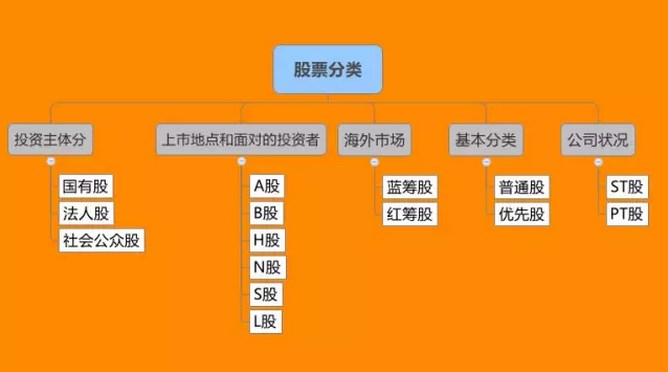 股票分类
投资主体分
上市地点和面对的投资者
海外市场
基本分类
公司状况
国有股
法人股
社会公众股
A股
B股
H股
N股
S股
L股
蓝筹股
红筹股
普通股
优先股
ST股
PT股